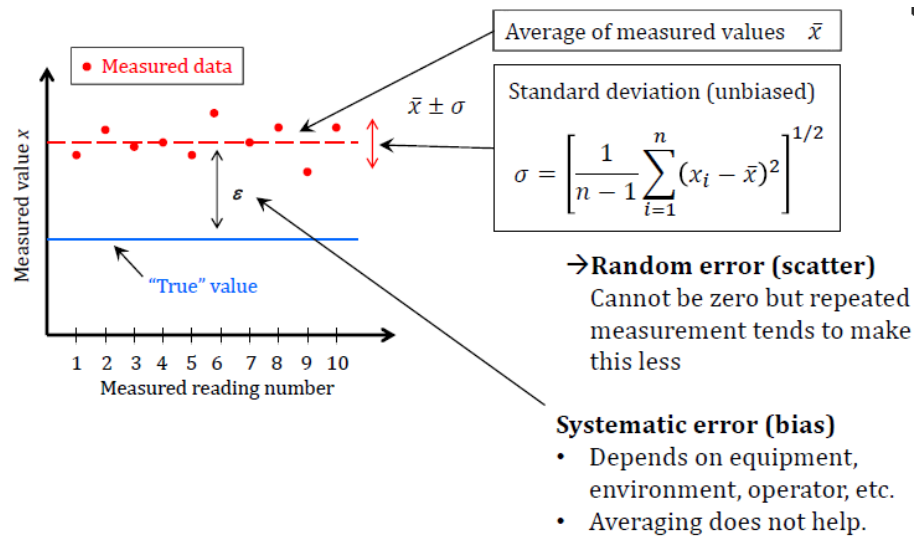 Average of measured values x̄
Measured data
x̄ ± σ
Standard deviation (unbiased)
σ = [1/(n − 1) ∑_{i=1}^{n} (x_i − x̄)²]^{1/2}
Measured value x
ε
"True" value
1 2 3 4 5 6 7 8 9 10
Measured reading number
→Random error (scatter)
Cannot be zero but repeated
measurement tends to make
this less
Systematic error (bias)
• Depends on equipment,
environment, operator, etc.
• Averaging does not help.